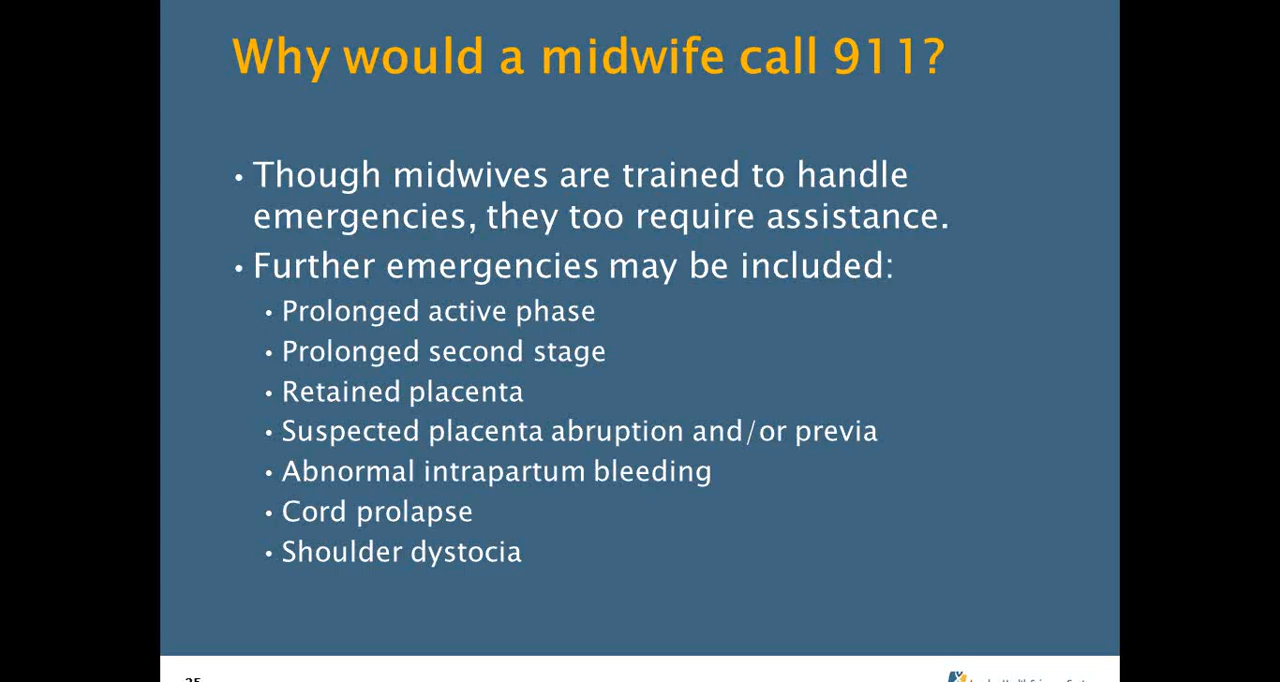 Why would a midwife call 911?
• Though midwives are trained to handle
emergencies, they too require assistance.
• Further emergencies may be included:
• Prolonged active phase
• Prolonged second stage
• Retained placenta
• Suspected placenta abruption and/or previa
• Abnormal intrapartum bleeding
• Cord prolapse
• Shoulder dystocia